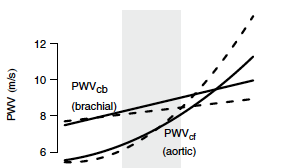 PWV (m/s)
12
10
8
6
PWVcb
(brachial)
PWVcf
(aortic)